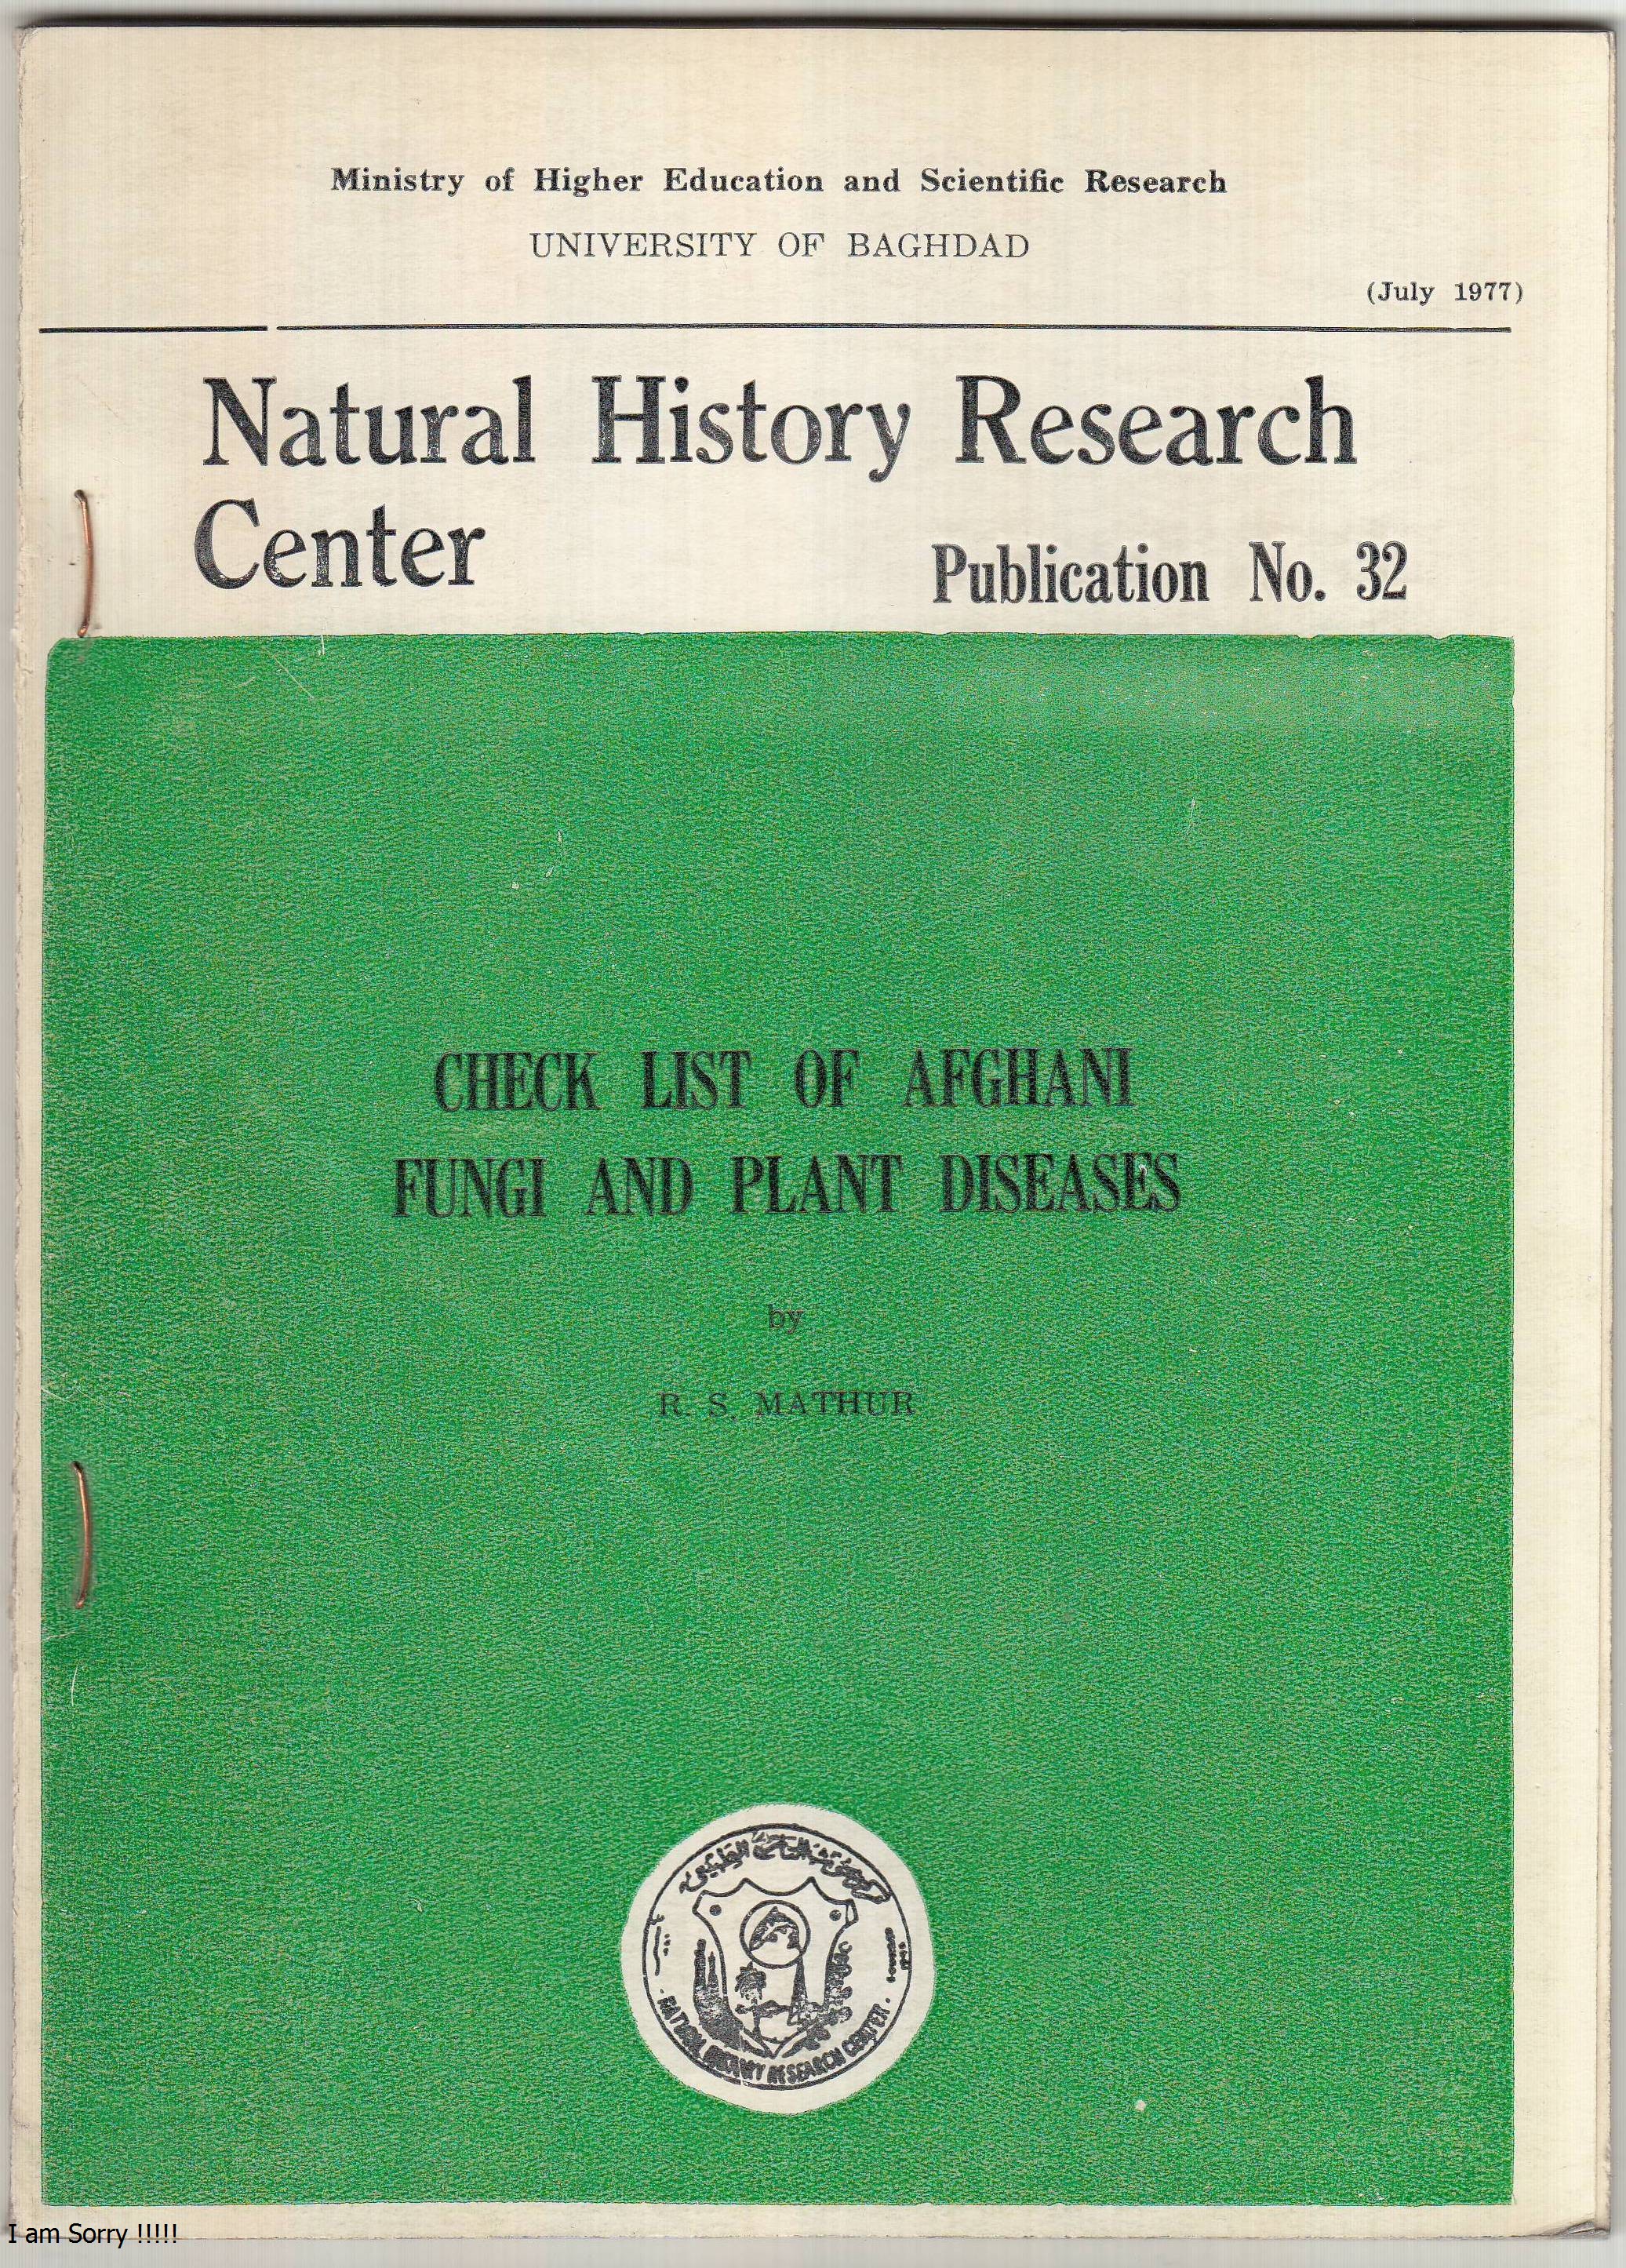 Ministry of Higher Education and Scientific Research
UNIVERSITY OF BAGHDAD
(July 1977)
Natural History Research
Center
Publication No. 32
CHECK LIST OF AFGHANI
FUNGI AND PLANT DISEASES
by
R. S. MATHUR
NATURAL HISTORY RESEARCH CENTER
I am Sorry !!!!!